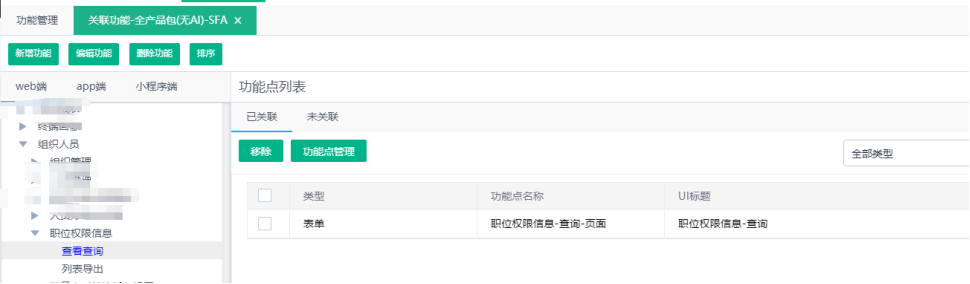 功能管理 关联功能-全产品包(无AI)-SFA ×
新增功能 编辑功能 删除功能 排序
web端 app端 小程序端 功能点列表
已关联 未关联
组织人员
移除 功能点管理 全部类型
组织管理
类型 功能点名称 UI标题
表单 职位权限信息-查询-页面 职位权限信息-查询
职位权限信息
查看查询
列表导出